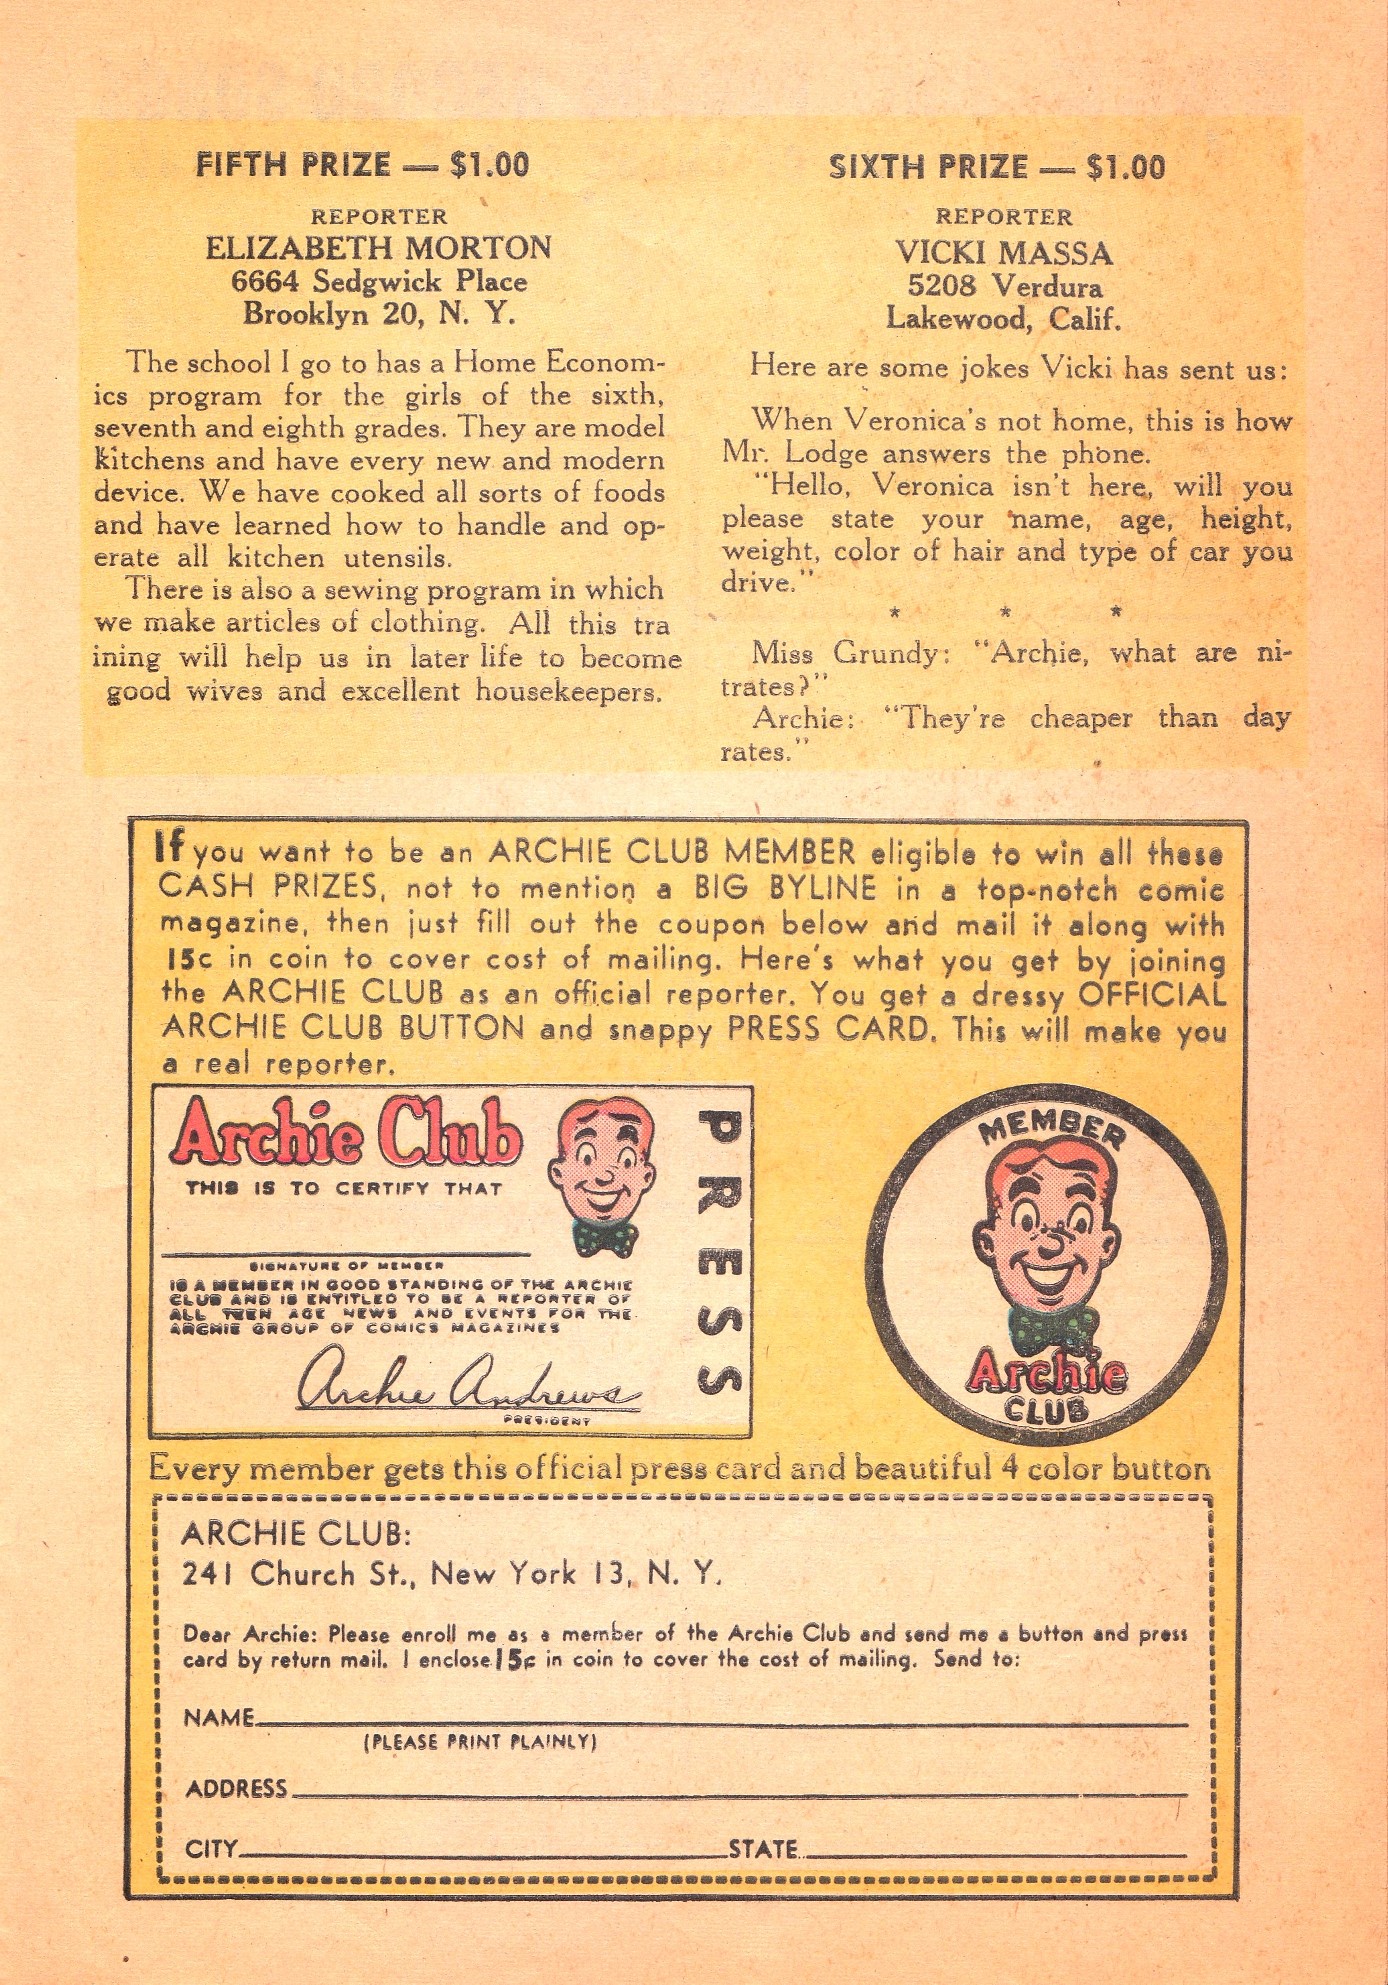 FIFTH PRIZE — $1.00
REPORTER
ELIZABETH MORTON
6664 Sedgwick Place
Brooklyn 20, N. Y.
The school I go to has a Home Econom-
ics program for the girls of the sixth,
seventh and eighth grades. They are model
kitchens and have every new and modern
device. We have cooked all sorts of foods
and have learned how to handle and op-
erate all kitchen utensils.
There is also a sewing program in which
we make articles of clothing. All this tra
ining will help us in later life to become
good wives and excellent housekeepers.
SIXTH PRIZE — $1.00
REPORTER
VICKI MASSA
5208 Verdura
Lakewood, Calif.
Here are some jokes Vicki has sent us:
When Veronica's not home, this is how
Mr. Lodge answers the phone.
"Hello, Veronica isn't here, will you
please state your name, age, height,
weight, color of hair and type of car you
drive."
* * *
Miss Grundy: "Archie, what are ni-
trates?"
Archie: "They're cheaper than day
rates."
If you want to be an ARCHIE CLUB MEMBER eligible to win all these
CASH PRIZES, not to mention a BIG BYLINE in a top-notch comic
magazine, then just fill out the coupon below and mail it along with
15c in coin to cover cost of mailing. Here's what you get by joining
the ARCHIE CLUB as an official reporter. You get a dressy OFFICIAL
ARCHIE CLUB BUTTON and snappy PRESS CARD. This will make you
a real reporter.
Archie Club
THIS IS TO CERTIFY THAT
SIGNATURE OF MEMBER
IS A MEMBER IN GOOD STANDING OF THE ARCHIE
CLUB AND IS ENTITLED TO BE A REPORTER OF
ALL TEEN AGE NEWS AND EVENTS FOR THE
ARCHIE GROUP OF COMICS MAGAZINES
Archie Andrews
PRESIDENT
PRESS
MEMBER
Archie
CLUB
Every member gets this official press card and beautiful 4 color button
ARCHIE CLUB:
241 Church St., New York 13, N. Y.
Dear Archie: Please enroll me as a member of the Archie Club and send me a button and press
card by return mail. I enclose 15c in coin to cover the cost of mailing. Send to:
NAME
(PLEASE PRINT PLAINLY)
ADDRESS
CITY STATE